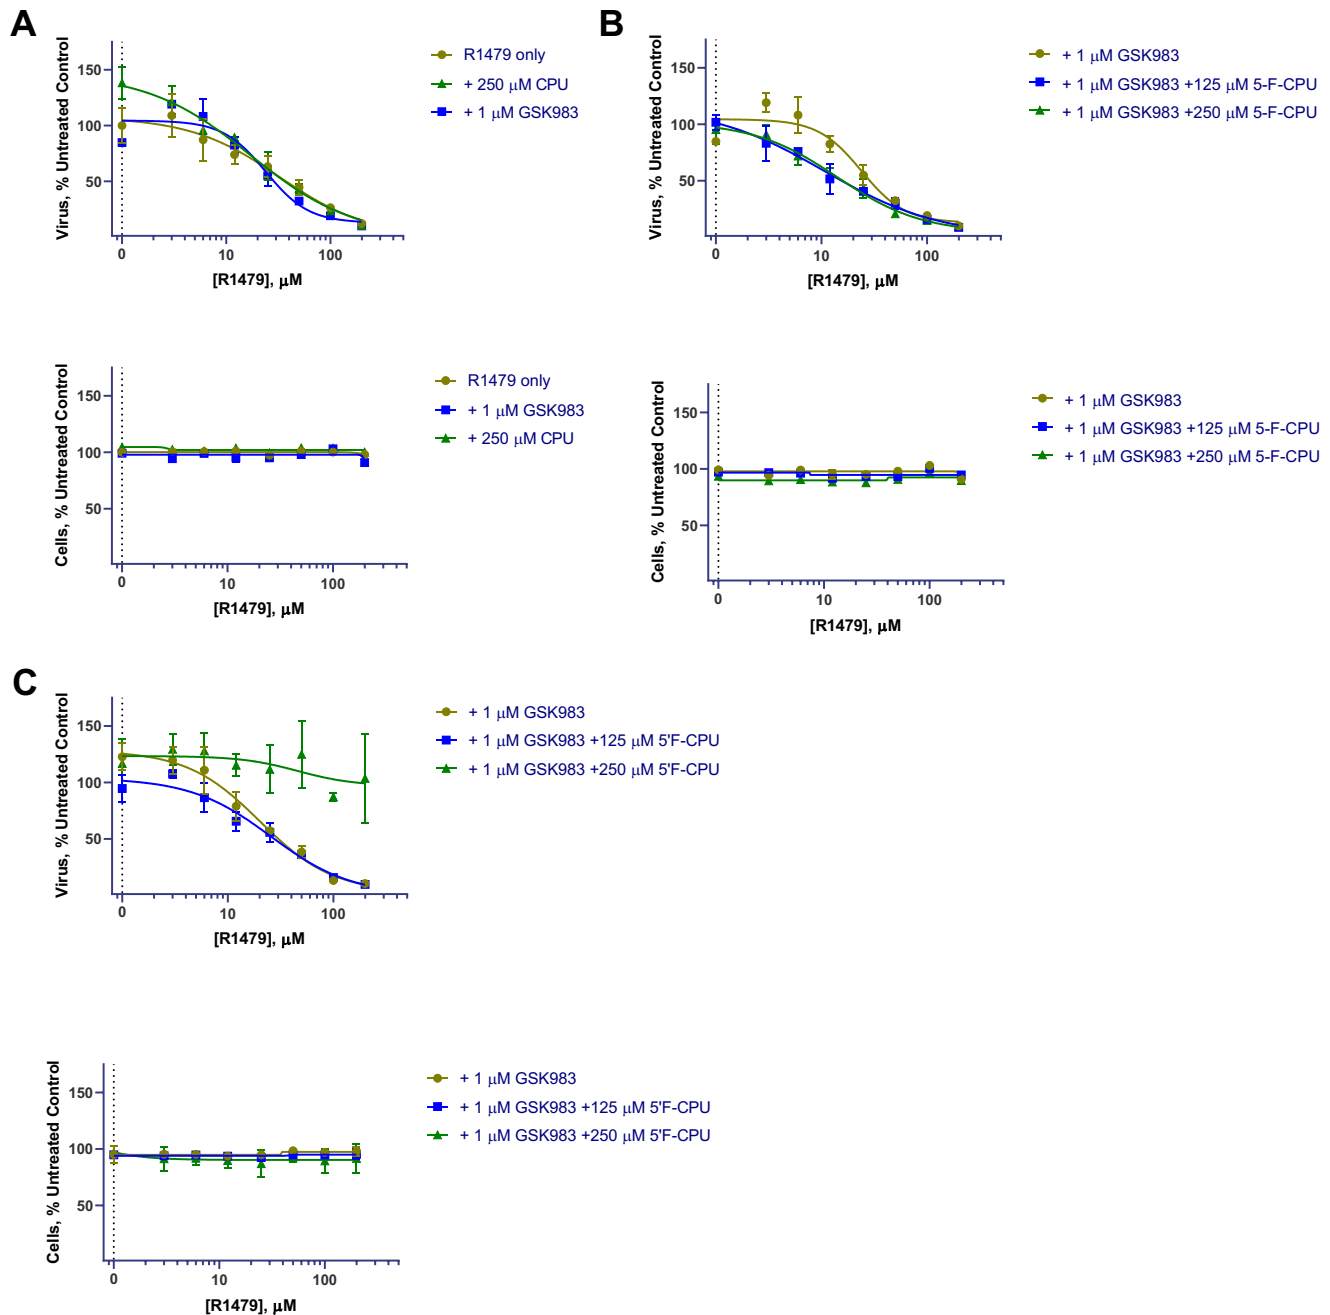 A
Virus, % Untreated Control
150
100
50
0
10
100
[R1479], μM
R1479 only
+ 250 μM CPU
+ 1 μM GSK983
B
Virus, % Untreated Control
150
100
50
0
10
100
[R1479], μM
+ 1 μM GSK983
+ 1 μM GSK983 +125 μM 5-F-CPU
+ 1 μM GSK983 +250 μM 5-F-CPU
Cells, % Untreated Control
150
100
50
0
10
100
[R1479], μM
R1479 only
+ 1 μM GSK983
+ 250 μM CPU
Cells, % Untreated Control
150
100
50
0
10
100
[R1479], μM
+ 1 μM GSK983
+ 1 μM GSK983 +125 μM 5-F-CPU
+ 1 μM GSK983 +250 μM 5-F-CPU
C
Virus, % Untreated Control
150
100
50
0
10
100
[R1479], μM
+ 1 μM GSK983
+ 1 μM GSK983 +125 μM 5'F-CPU
+ 1 μM GSK983 +250 μM 5'F-CPU
Cells, % Untreated Control
150
100
50
0
10
100
[R1479], μM
+ 1 μM GSK983
+ 1 μM GSK983 +125 μM 5'F-CPU
+ 1 μM GSK983 +250 μM 5'F-CPU